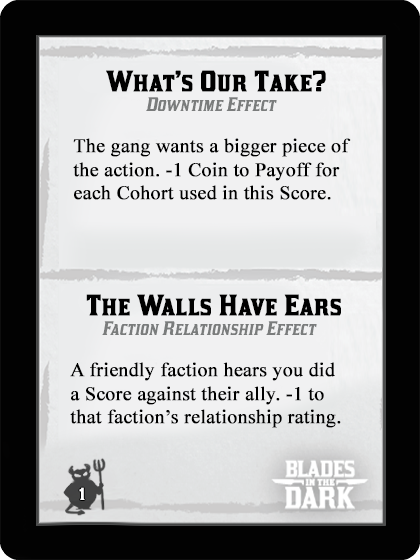 What's Our Take?
Downtime Effect
The gang wants a bigger piece of
the action. -1 Coin to Payoff for
each Cohort used in this Score.
The Walls Have Ears
Faction Relationship Effect
A friendly faction hears you did
a Score against their ally. -1 to
that faction's relationship rating.
1
BLADES
IN THE
DARK